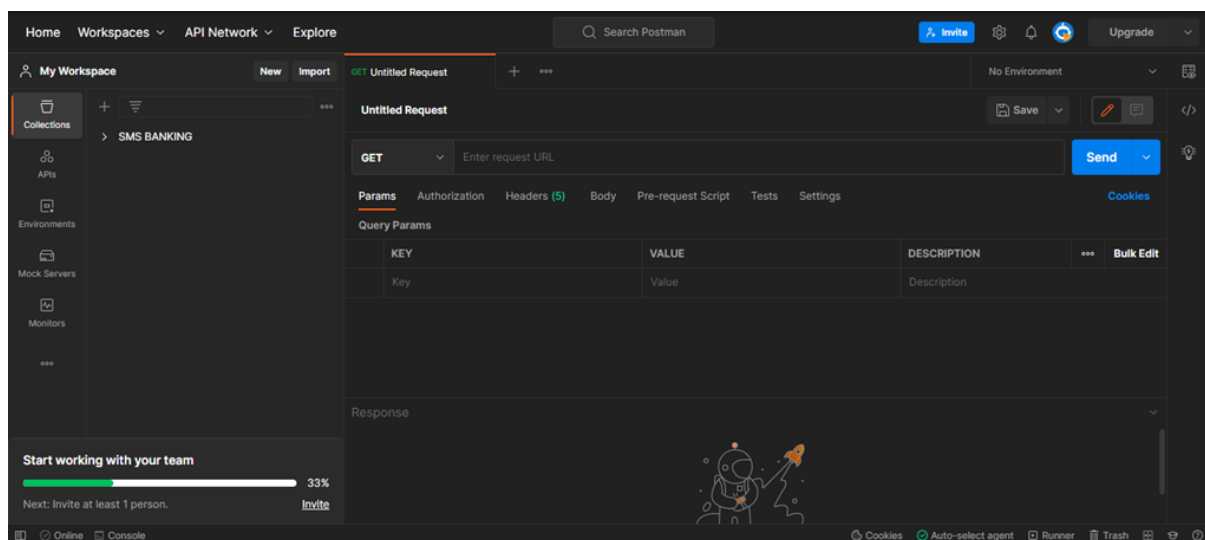 Home Workspaces API Network Explore Search Postman Invite Upgrade
My Workspace New Import GET Untitled Request No Environment
Collections
SMS BANKING
APIs
Environments
Mock Servers
Monitors
Untitled Request Save
GET Enter request URL Send
Params Authorization Headers (5) Body Pre-request Script Tests Settings Cookies
Query Params
KEY VALUE DESCRIPTION Bulk Edit
Key Value Description
Response
Start working with your team
33%
Next: Invite at least 1 person. Invite
Online Console Cookies Auto-select agent Runner Trash